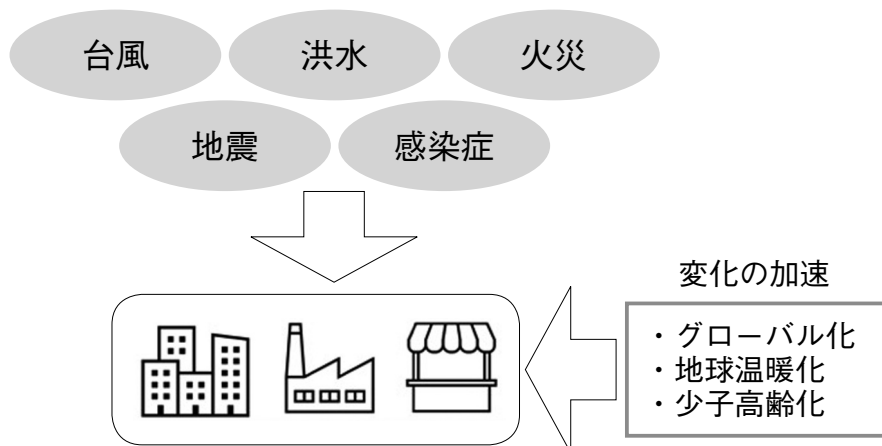 台風
洪水
火災
地震
感染症
変化の加速
・グローバル化
・地球温暖化
・少子高齢化